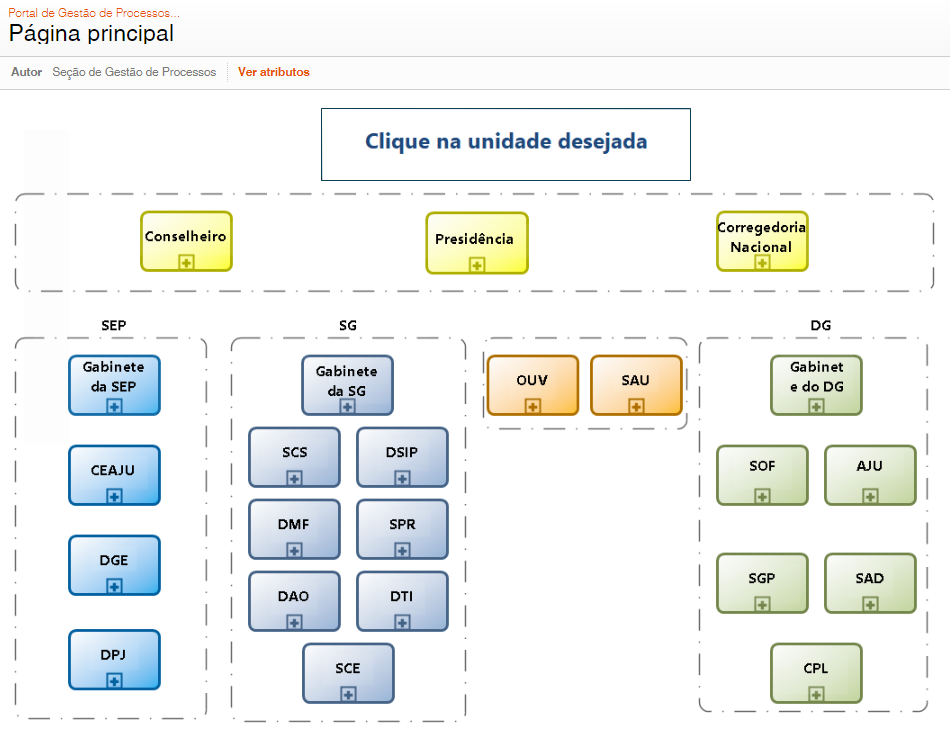 Portal de Gestão de Processos...
Página principal
Autor Seção de Gestão de Processos Ver atributos
Clique na unidade desejada
Conselheiro
Presidência
Corregedoria
Nacional
SEP
Gabinete
da SEP
CEAJU
DGE
DPJ
SG
Gabinete
da SG
SCS DSIP
DMF SPR
DAO DTI
SCE
OUV SAU
DG
Gabinet
e do DG
SOF AJU
SGP SAD
CPL